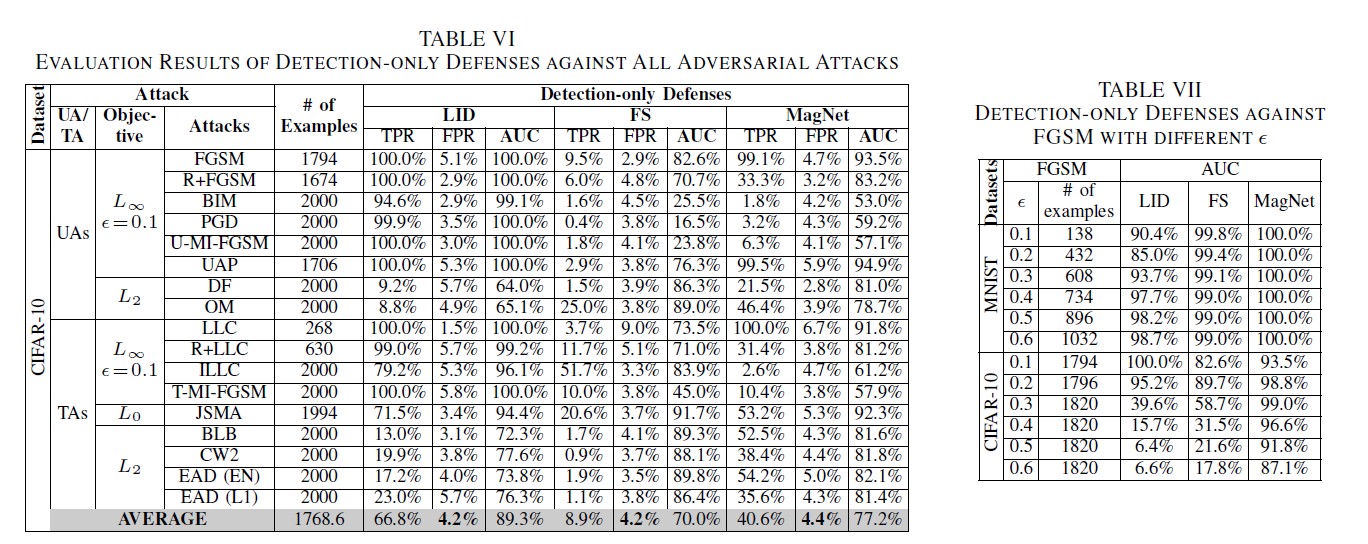 TABLE VI
EVALUATION RESULTS OF DETECTION-ONLY DEFENSES AGAINST ALL ADVERSARIAL ATTACKS
Dataset Attack # of Examples Detection-only Defenses
UA/TA Objec-tive Attacks LID FS MagNet
TPR FPR AUC TPR FPR AUC TPR FPR AUC
CIFAR-10
UAs
L∞ ϵ=0.1
FGSM 1794 100.0% 5.1% 100.0% 9.5% 2.9% 82.6% 99.1% 4.7% 93.5%
R+FGSM 1674 100.0% 2.9% 100.0% 6.0% 4.8% 70.7% 33.3% 3.2% 83.2%
BIM 2000 94.6% 2.9% 99.1% 1.6% 4.5% 25.5% 1.8% 4.2% 53.0%
PGD 2000 99.9% 3.5% 100.0% 0.4% 3.8% 16.5% 3.2% 4.3% 59.2%
U-MI-FGSM 2000 100.0% 3.0% 100.0% 1.8% 4.1% 23.8% 6.3% 4.1% 57.1%
UAP 1706 100.0% 5.3% 100.0% 2.9% 3.8% 76.3% 99.5% 5.9% 94.9%
L2
DF 2000 9.2% 5.7% 64.0% 1.5% 3.9% 86.3% 21.5% 2.8% 81.0%
OM 2000 8.8% 4.9% 65.1% 25.0% 3.8% 89.0% 46.4% 3.9% 78.7%
TAs
L∞ ϵ=0.1
LLC 268 100.0% 1.5% 100.0% 3.7% 9.0% 73.5% 100.0% 6.7% 91.8%
R+LLC 630 99.0% 5.7% 99.2% 11.7% 5.1% 71.0% 31.4% 3.8% 81.2%
ILLC 2000 79.2% 5.3% 96.1% 51.7% 3.3% 83.9% 2.6% 4.7% 61.2%
T-MI-FGSM 2000 100.0% 5.8% 100.0% 10.0% 3.8% 45.0% 10.4% 3.8% 57.9%
L0
JSMA 1994 71.5% 3.4% 94.4% 20.6% 3.7% 91.7% 53.2% 5.3% 92.3%
L2
BLB 2000 13.0% 3.1% 72.3% 1.7% 4.1% 89.3% 52.5% 4.3% 81.6%
CW2 2000 19.9% 3.8% 77.6% 0.9% 3.7% 88.1% 38.4% 4.4% 81.8%
EAD (EN) 2000 17.2% 4.0% 73.8% 1.9% 3.5% 89.8% 54.2% 5.0% 82.1%
EAD (L1) 2000 23.0% 5.7% 76.3% 1.1% 3.8% 86.4% 35.6% 4.3% 81.4%
AVERAGE 1768.6 66.8% 4.2% 89.3% 8.9% 4.2% 70.0% 40.6% 4.4% 77.2%
TABLE VII
DETECTION-ONLY DEFENSES AGAINST
FGSM WITH DIFFERENT ϵ
Datasets FGSM AUC
ϵ # of examples LID FS MagNet
MNIST
0.1 138 90.4% 99.8% 100.0%
0.2 432 85.0% 99.4% 100.0%
0.3 608 93.7% 99.1% 100.0%
0.4 734 97.7% 99.0% 100.0%
0.5 896 98.2% 99.0% 100.0%
0.6 1032 98.7% 99.0% 100.0%
CIFAR-10
0.1 1794 100.0% 82.6% 93.5%
0.2 1796 95.2% 89.7% 98.8%
0.3 1820 39.6% 58.7% 99.0%
0.4 1820 15.7% 31.5% 96.6%
0.5 1820 6.4% 21.6% 91.8%
0.6 1820 6.6% 17.8% 87.1%